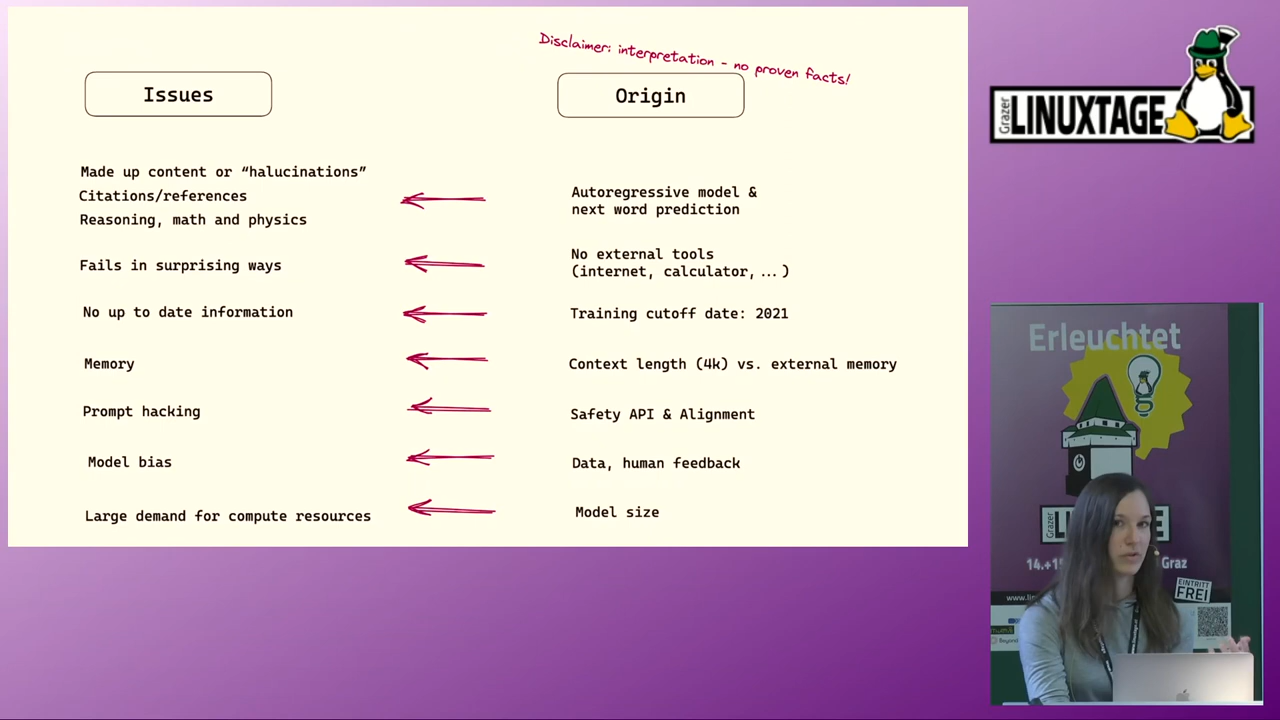 Disclaimer: interpretation - no proven facts!
Issues
Origin
Made up content or “halucinations”
Citations/references
Reasoning, math and physics
Autoregressive model &
next word prediction
Fails in surprising ways
No external tools
(internet, calculator,...)
No up to date information
Training cutoff date: 2021
Memory
Context length (4k) vs. external memory
Prompt hacking
Safety API & Alignment
Model bias
Data, human feedback
Large demand for compute resources
Model size
Grazer
LINUXTAGE
Erleuchtet
Grazer
Graz
EINTRITT
FREI